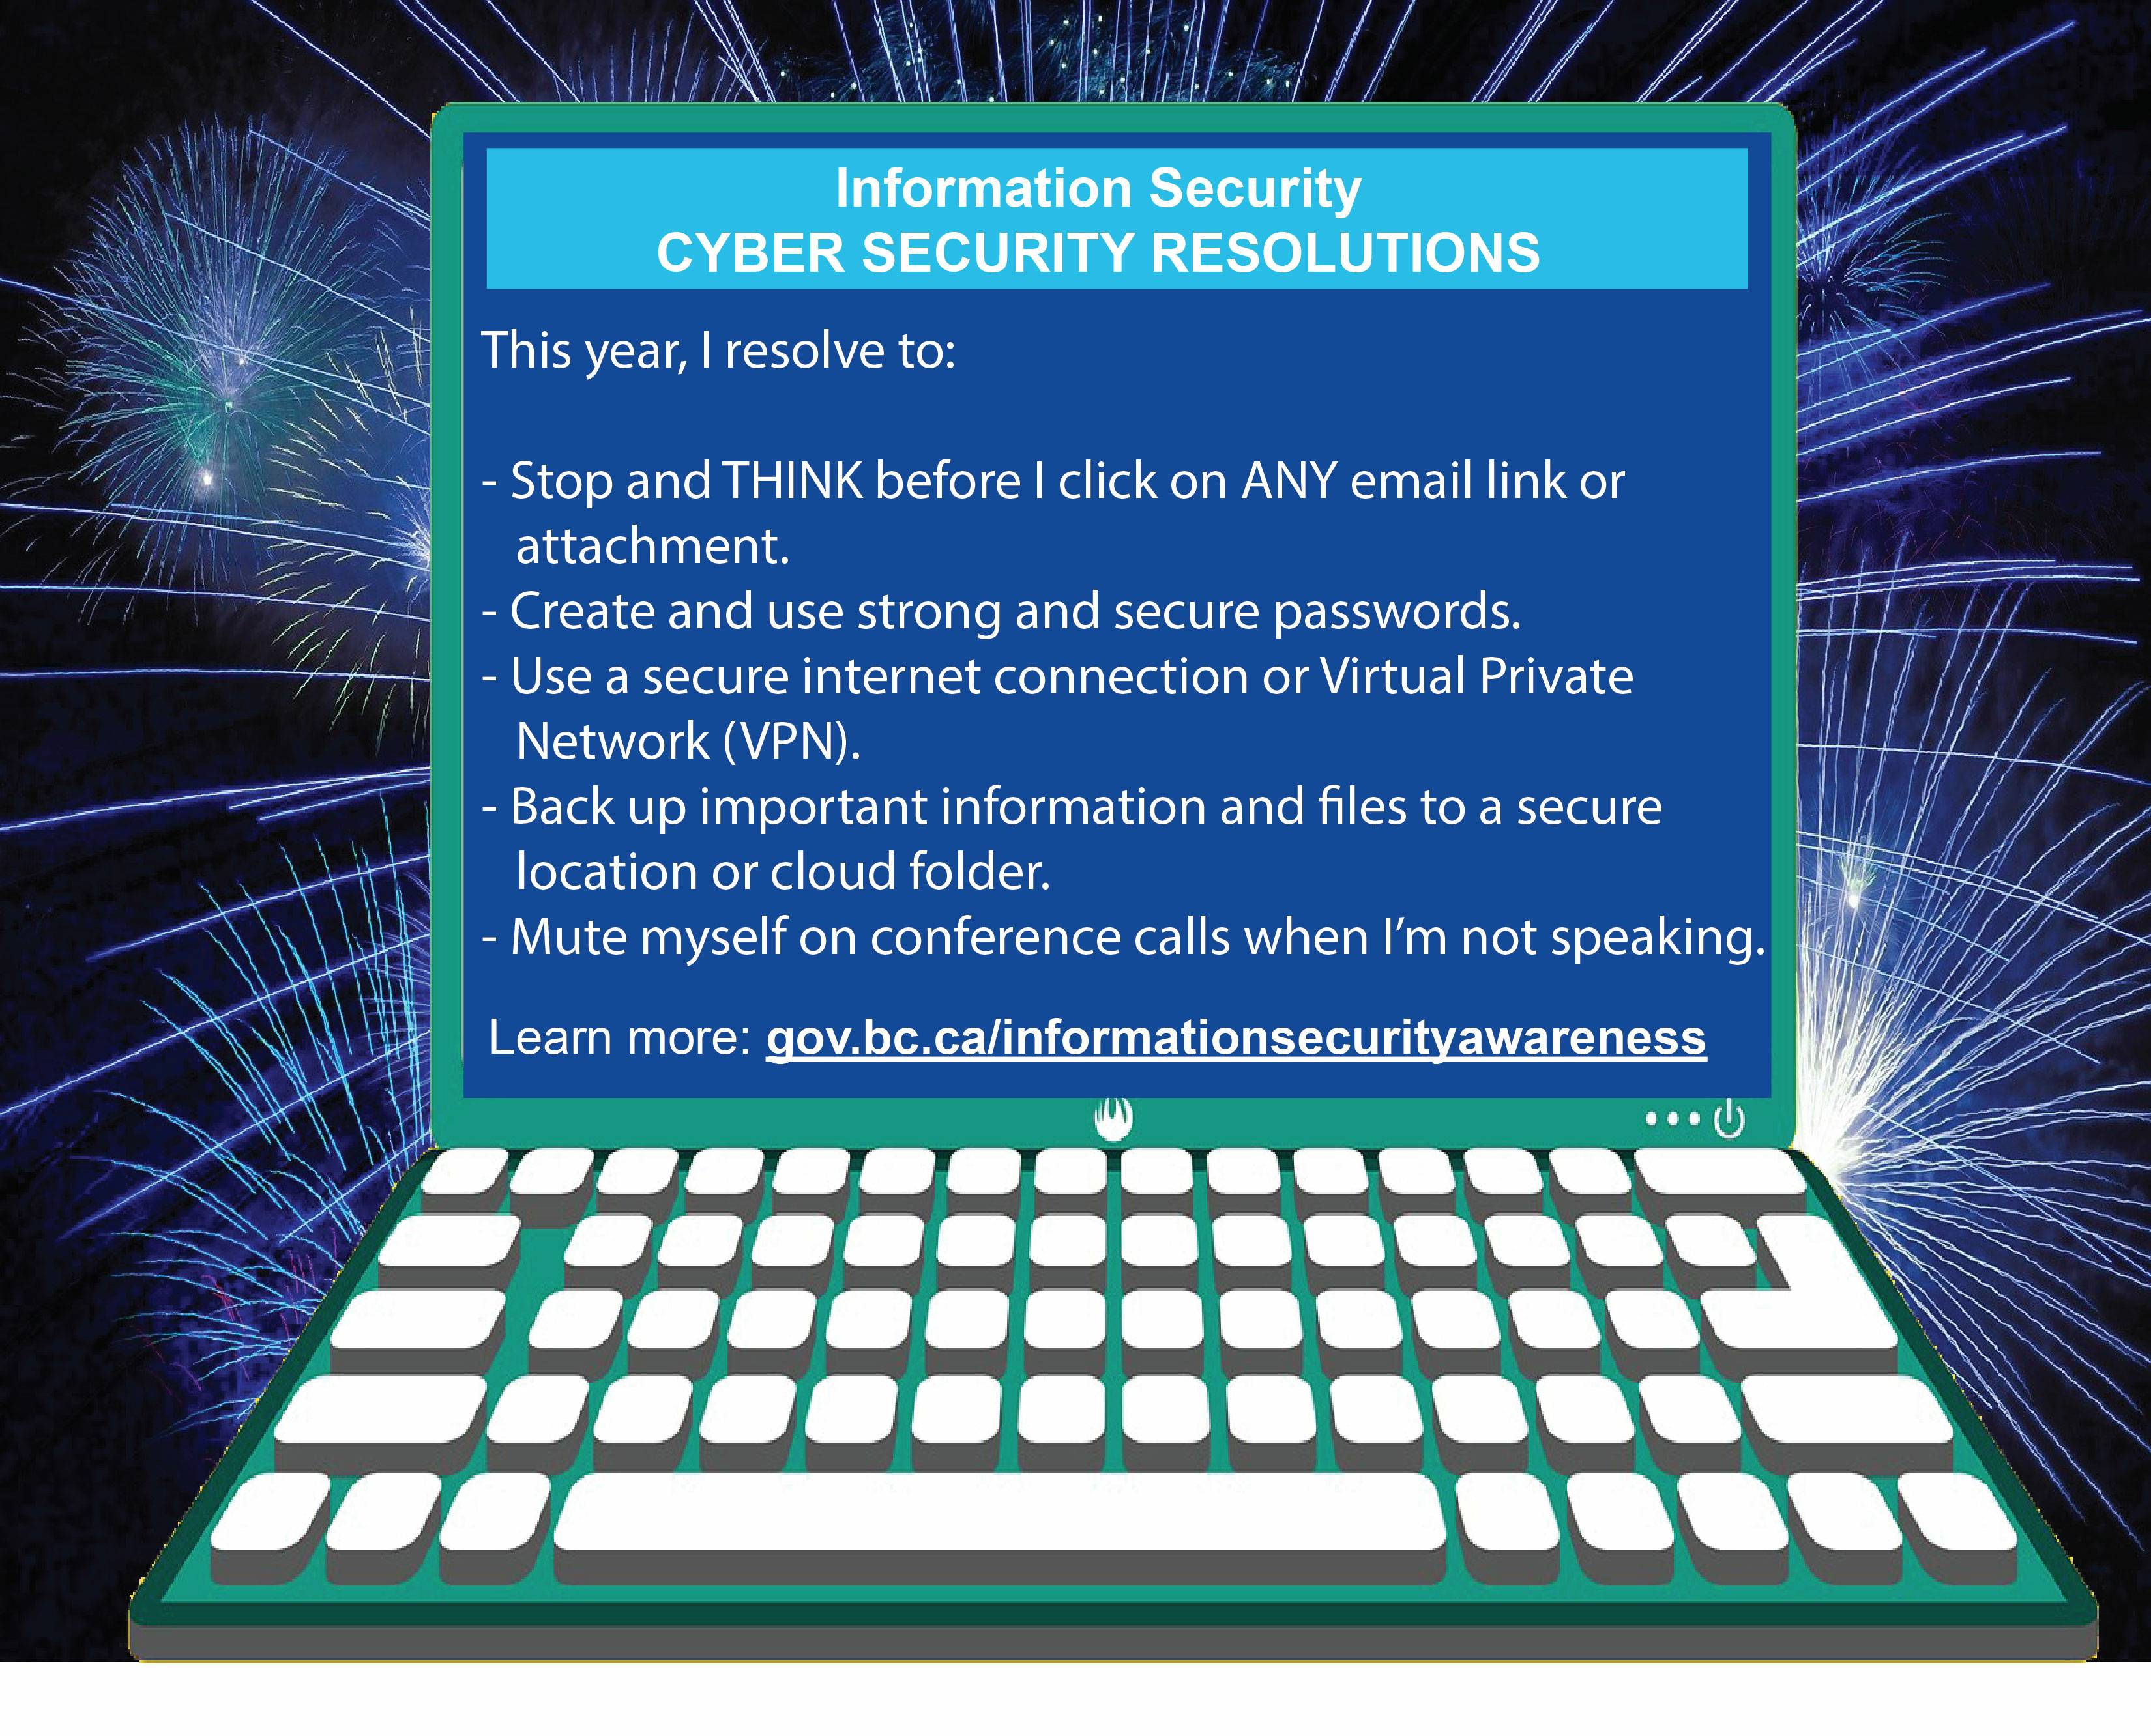 Information Security
CYBER SECURITY RESOLUTIONS
This year, I resolve to:
- Stop and THINK before I click on ANY email link or
attachment.
- Create and use strong and secure passwords.
- Use a secure internet connection or Virtual Private
Network (VPN).
- Back up important information and files to a secure
location or cloud folder.
- Mute myself on conference calls when I’m not speaking.
Learn more: gov.bc.ca/informationsecurityawareness